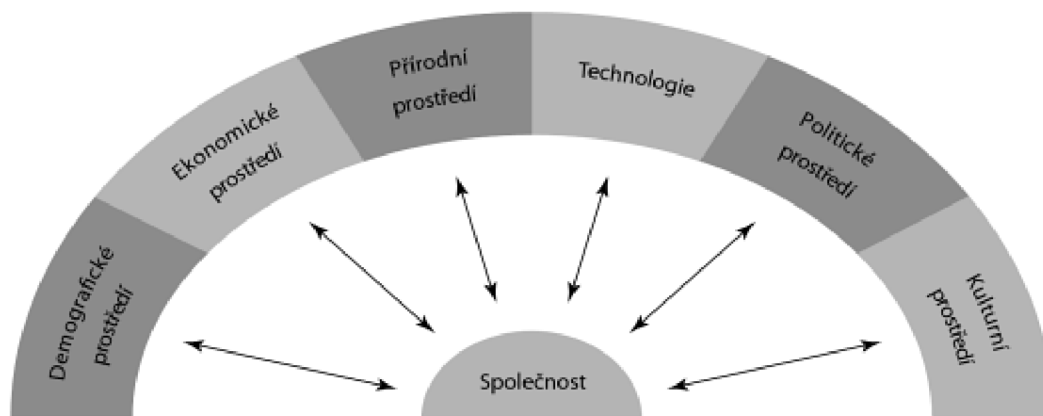 Demografické
prostředí
Ekonomické
prostředí
Přírodní
prostředí
Technologie
Politické
prostředí
Kulturní
prostředí
Společnost